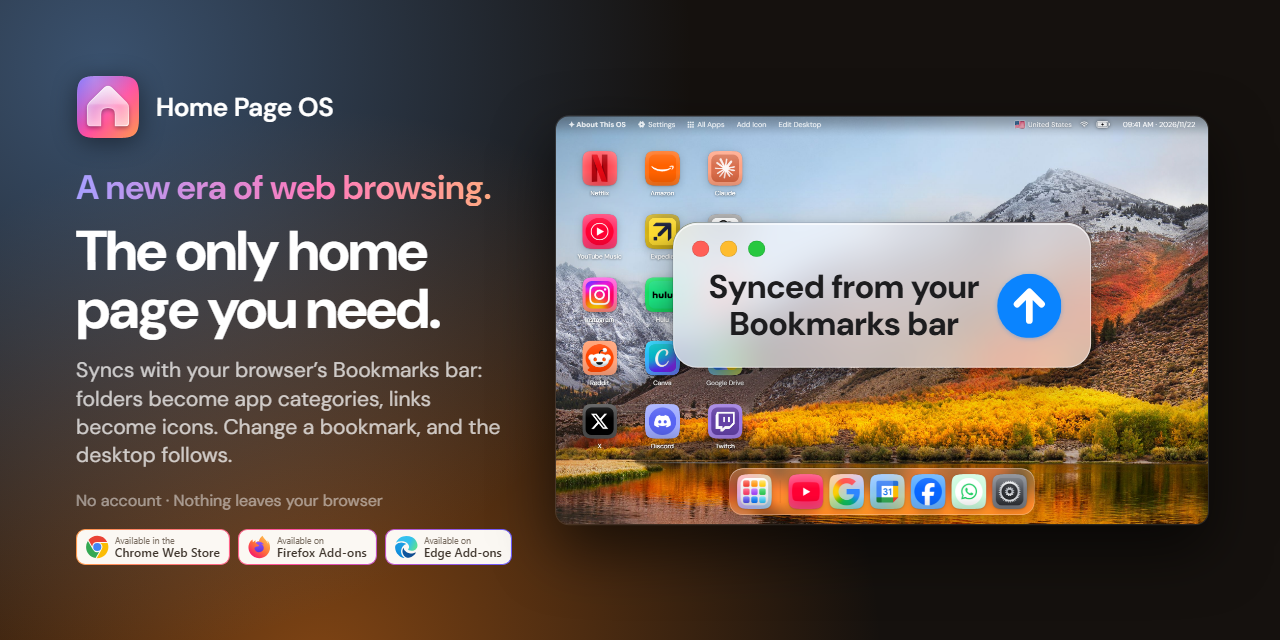 Home Page OS
A new era of web browsing.
The only home
page you need.
Syncs with your browser’s Bookmarks bar:
folders become app categories, links
become icons. Change a bookmark, and the
desktop follows.
No account · Nothing leaves your browser
Available in the
Chrome Web Store
Available on
Firefox Add-ons
Available on
Edge Add-ons
About This OS Settings All Apps Add Icon Edit Desktop United States 09:41 AM · 2026/11/22
Netflix Amazon Claude
YouTube Music
Synced from your
Bookmarks bar
hulu
Instagram Hulu
Reddit Canva Google Drive
X Discord Twitch
31